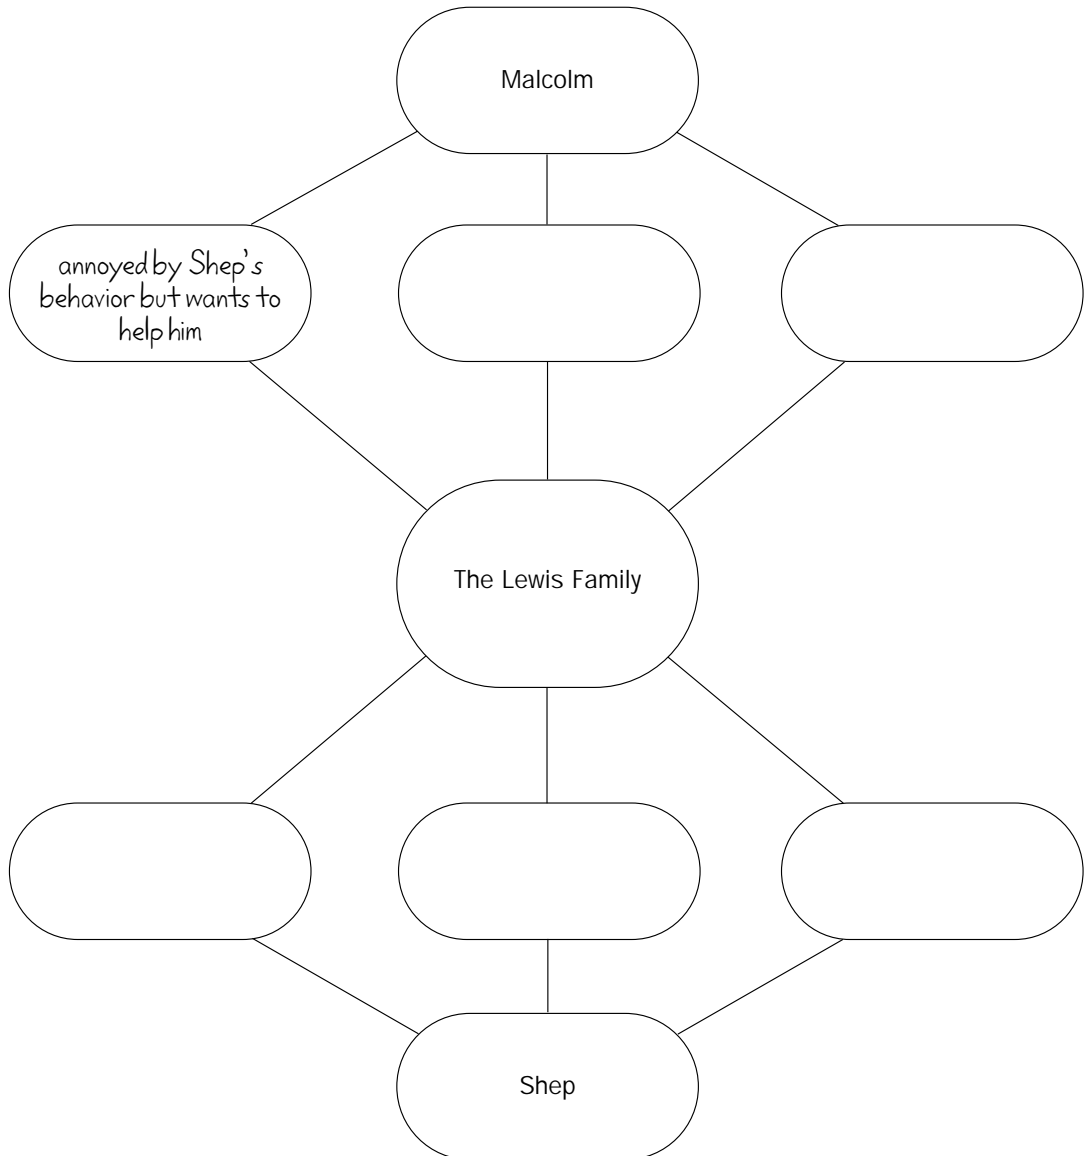 Malcolm
annoyed by Shep's
behavior but wants to
help him
The Lewis Family
Shep